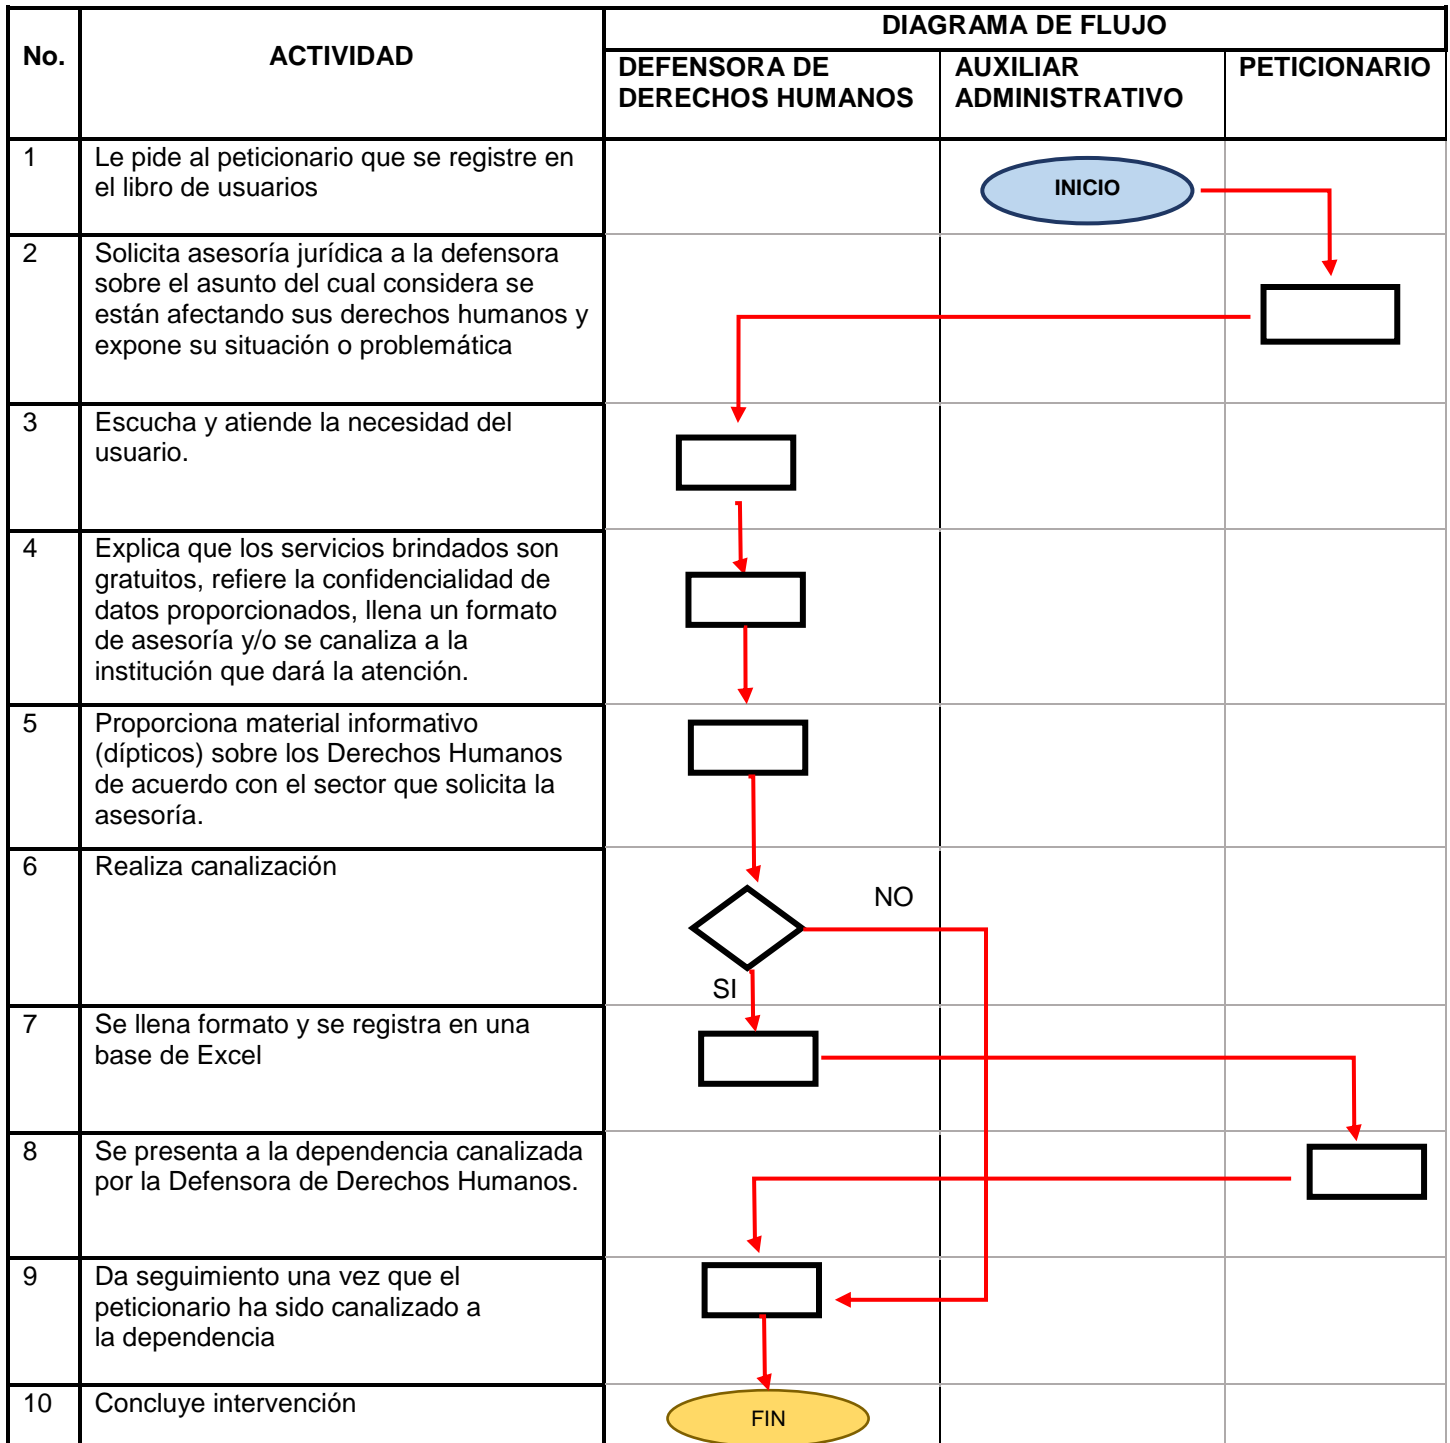 No.
ACTIVIDAD
DIAGRAMA DE FLUJO
DEFENSORA DE
DERECHOS HUMANOS
AUXILIAR
ADMINISTRATIVO
PETICIONARIO
1
Le pide al peticionario que se registre en
el libro de usuarios
INICIO
2
Solicita asesoría jurídica a la defensora
sobre el asunto del cual considera se
están afectando sus derechos humanos y
expone su situación o problemática
3
Escucha y atiende la necesidad del
usuario.
4
Explica que los servicios brindados son
gratuitos, refiere la confidencialidad de
datos proporcionados, llena un formato
de asesoría y/o se canaliza a la
institución que dará la atención.
5
Proporciona material informativo
(dípticos) sobre los Derechos Humanos
de acuerdo con el sector que solicita la
asesoría.
6
Realiza canalización
NO
SI
7
Se llena formato y se registra en una
base de Excel
8
Se presenta a la dependencia canalizada
por la Defensora de Derechos Humanos.
9
Da seguimiento una vez que el
peticionario ha sido canalizado a
la dependencia
10
Concluye intervención
FIN